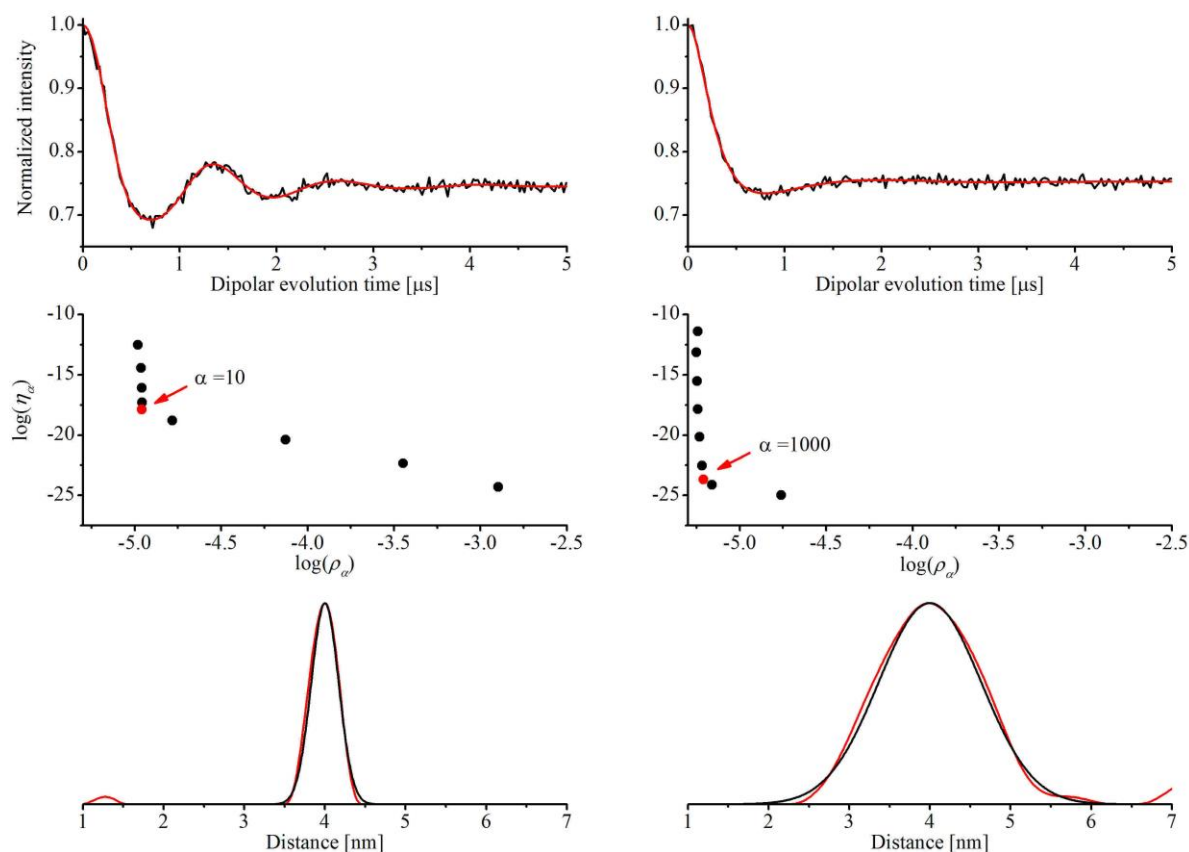 1.0
0.9
0.8
0.7
Normalized intensity
0 1 2 3 4 5
Dipolar evolution time [μs]
1.0
0.9
0.8
0.7
0 1 2 3 4 5
Dipolar evolution time [μs]
-10
-15
-20
-25
log(ηα)
α =10
-5.0 -4.5 -4.0 -3.5 -3.0 -2.5
log(ρα)
-10
-15
-20
-25
α =1000
-5.0 -4.5 -4.0 -3.5 -3.0 -2.5
log(ρα)
1 2 3 4 5 6 7
Distance [nm]
1 2 3 4 5 6 7
Distance [nm]